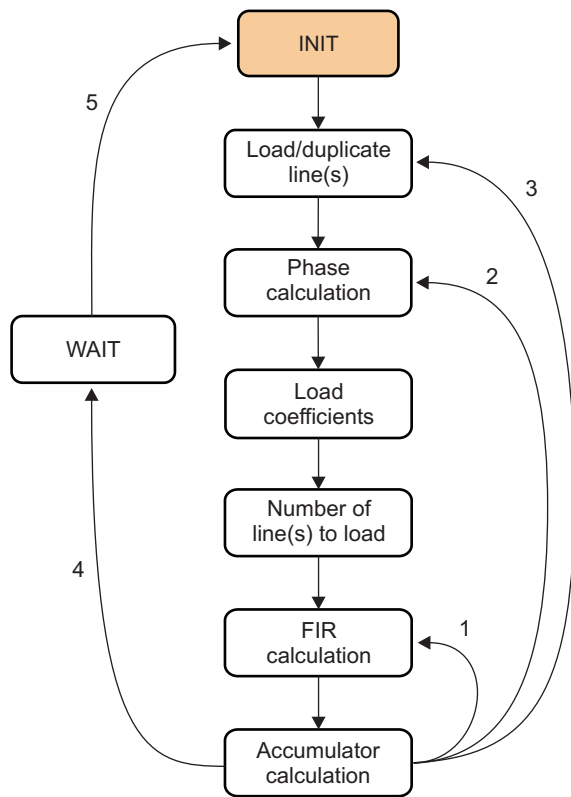 INIT
5
Load/duplicate
line(s)
3
Phase
calculation
2
WAIT
Load
coefficients
Number of
line(s) to load
4
FIR
calculation
1
Accumulator
calculation